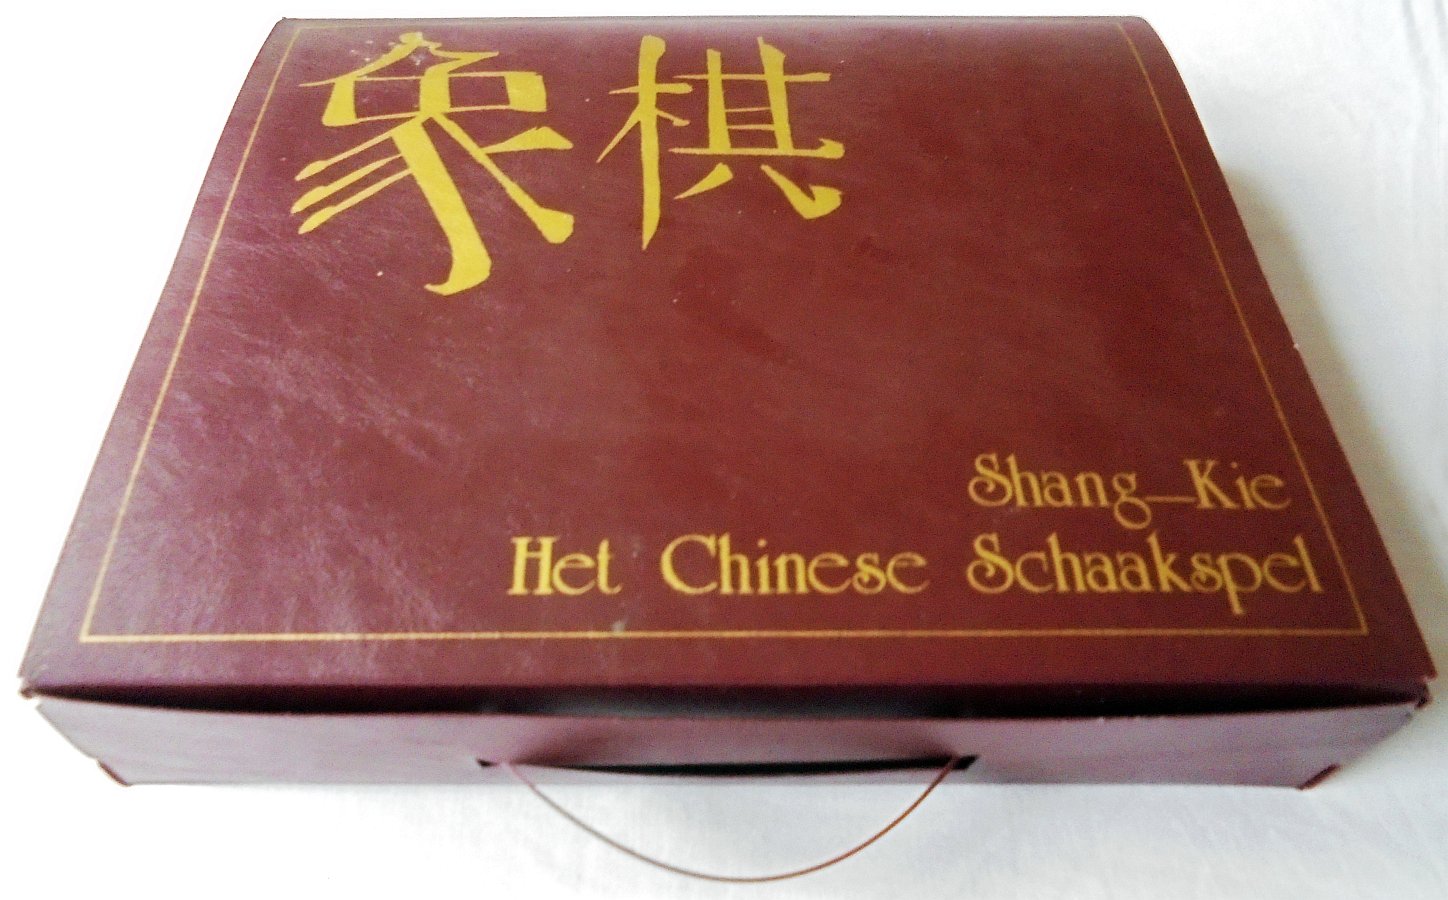 象棋
Shang-Kie
Het Chinese Schaakspel